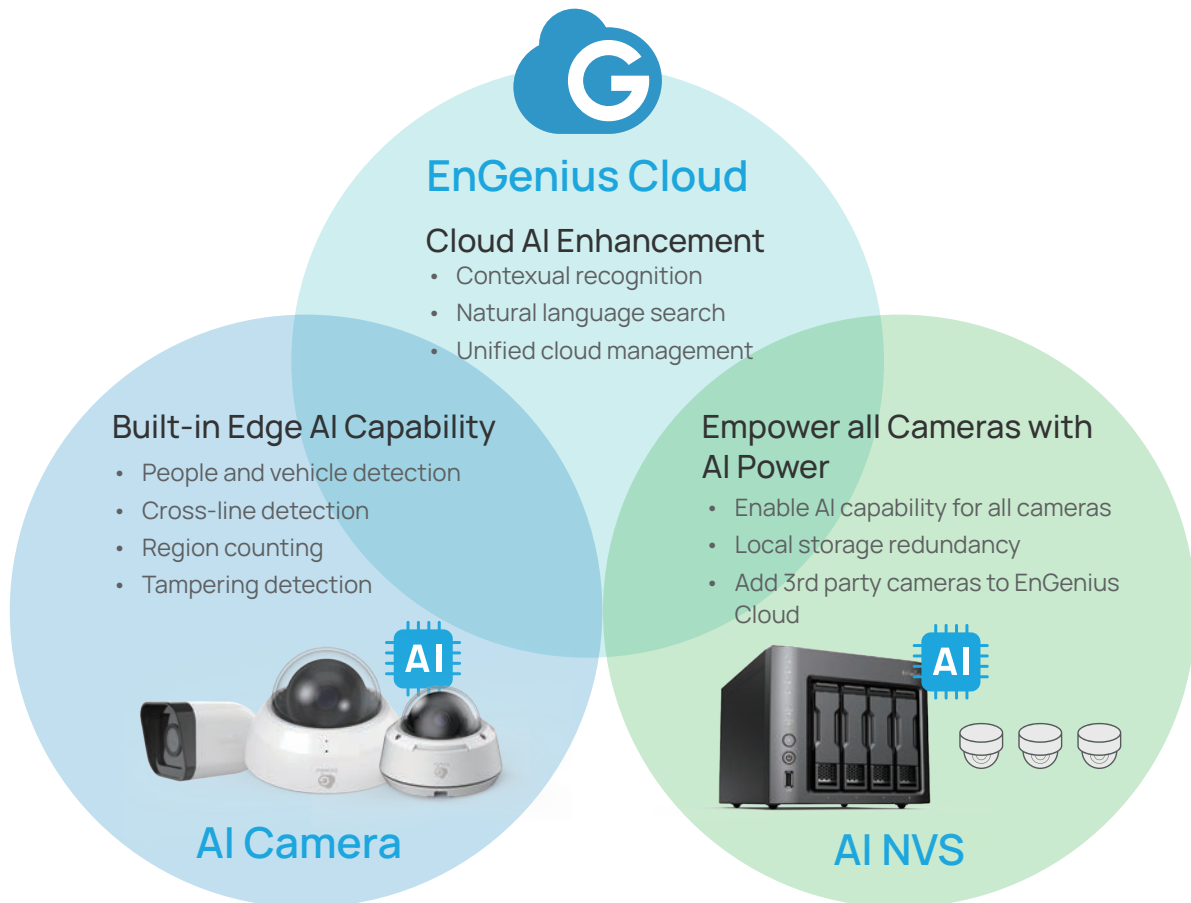 G
EnGenius Cloud
Cloud AI Enhancement
• Contexual recognition
• Natural language search
• Unified cloud management
Built-in Edge AI Capability
• People and vehicle detection
• Cross-line detection
• Region counting
• Tampering detection
AI
AI Camera
Empower all Cameras with
AI Power
• Enable AI capability for all cameras
• Local storage redundancy
• Add 3rd party cameras to EnGenius
Cloud
AI
AI NVS